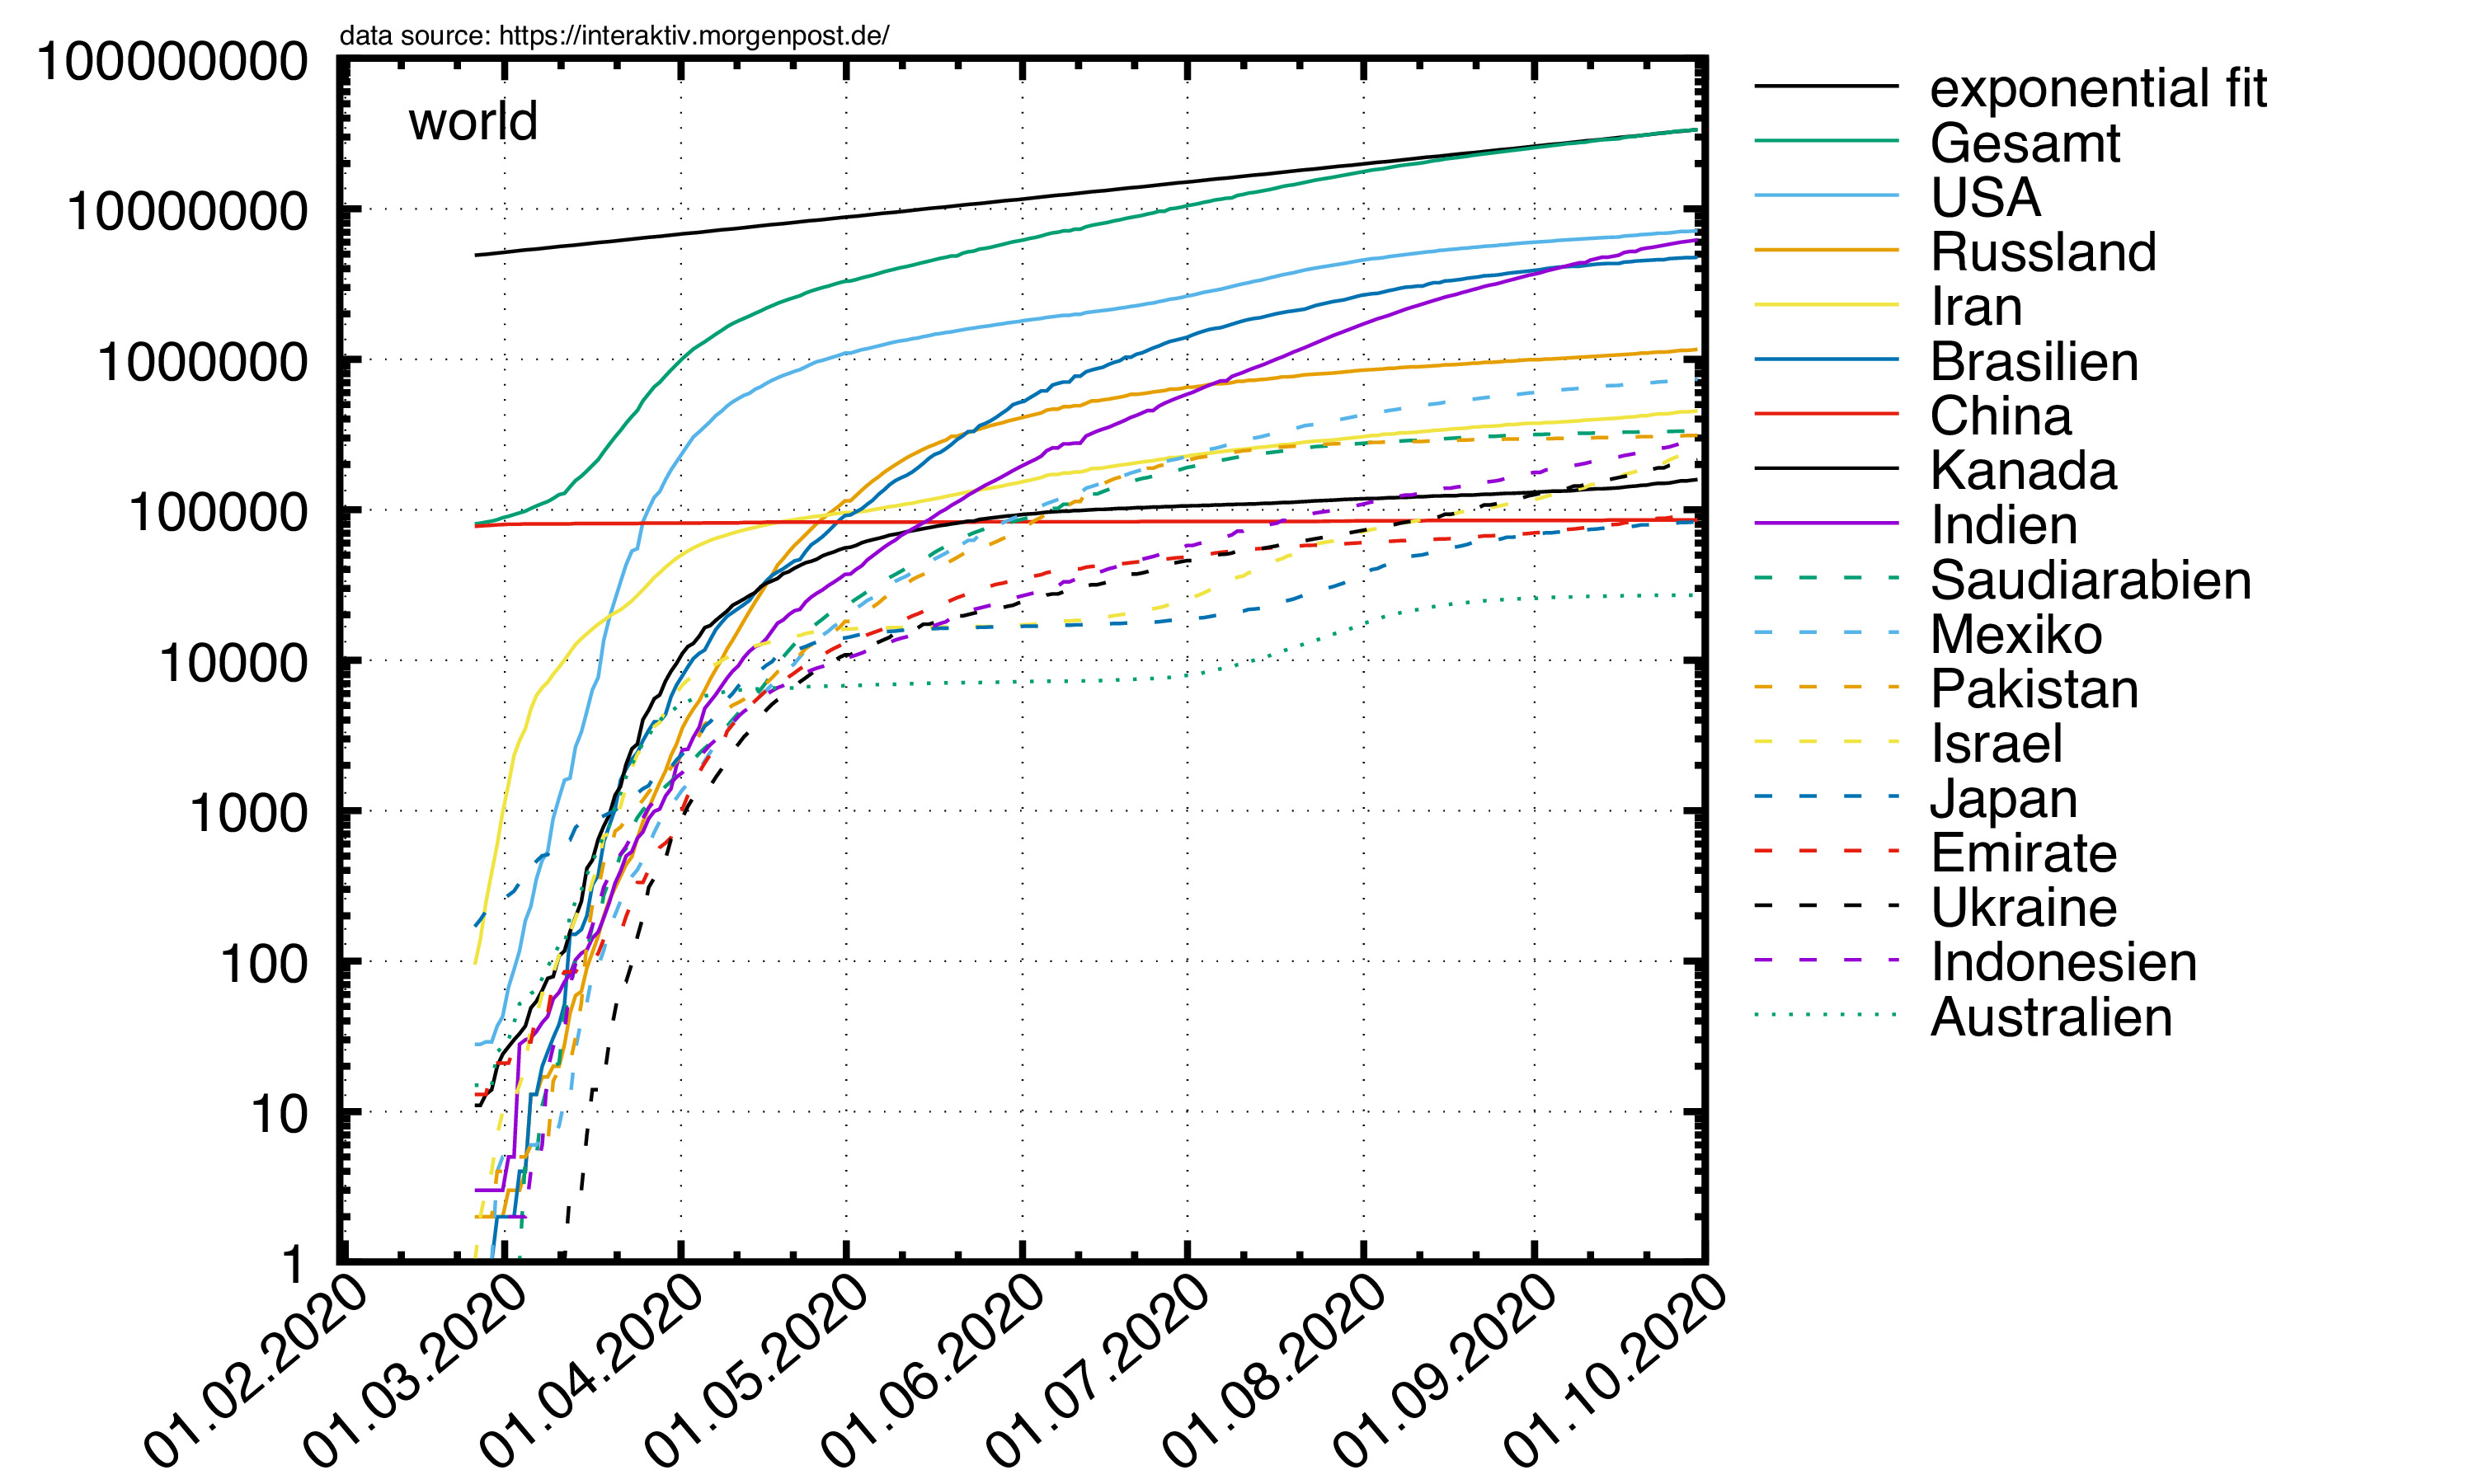 data source: https://interaktiv.morgenpost.de/
world
100000000
10000000
1000000
100000
10000
1000
100
10
1
01.02.2020
01.03.2020
01.04.2020
01.05.2020
01.06.2020
01.07.2020
01.08.2020
01.09.2020
01.10.2020
exponential fit
Gesamt
USA
Russland
Iran
Brasilien
China
Kanada
Indien
Saudiarabien
Mexiko
Pakistan
Israel
Japan
Emirate
Ukraine
Indonesien
Australien